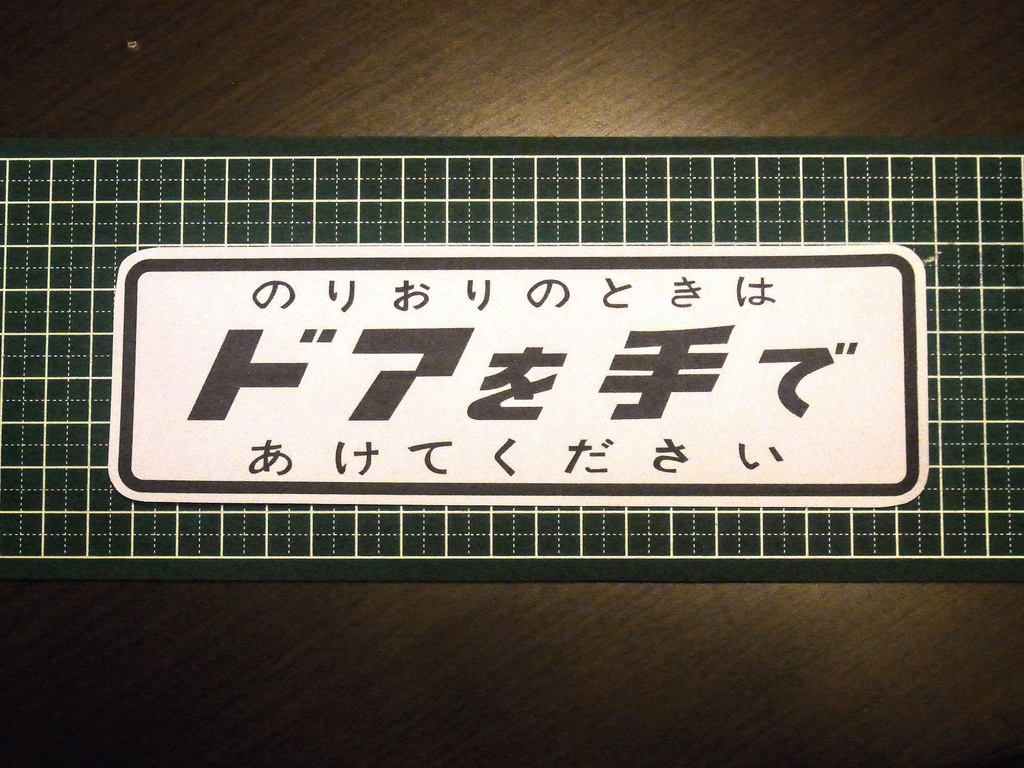 のりおりのときは
ドアを手で
あけてください